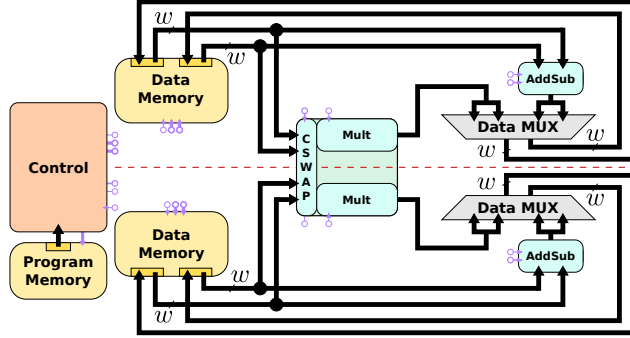 w
w
Data
Memory
AddSub
Data MUX
w
w
Control
C
S
W
A
P
Mult
Mult
w
w
Data MUX
Data
Memory
AddSub
Program
Memory
w
w